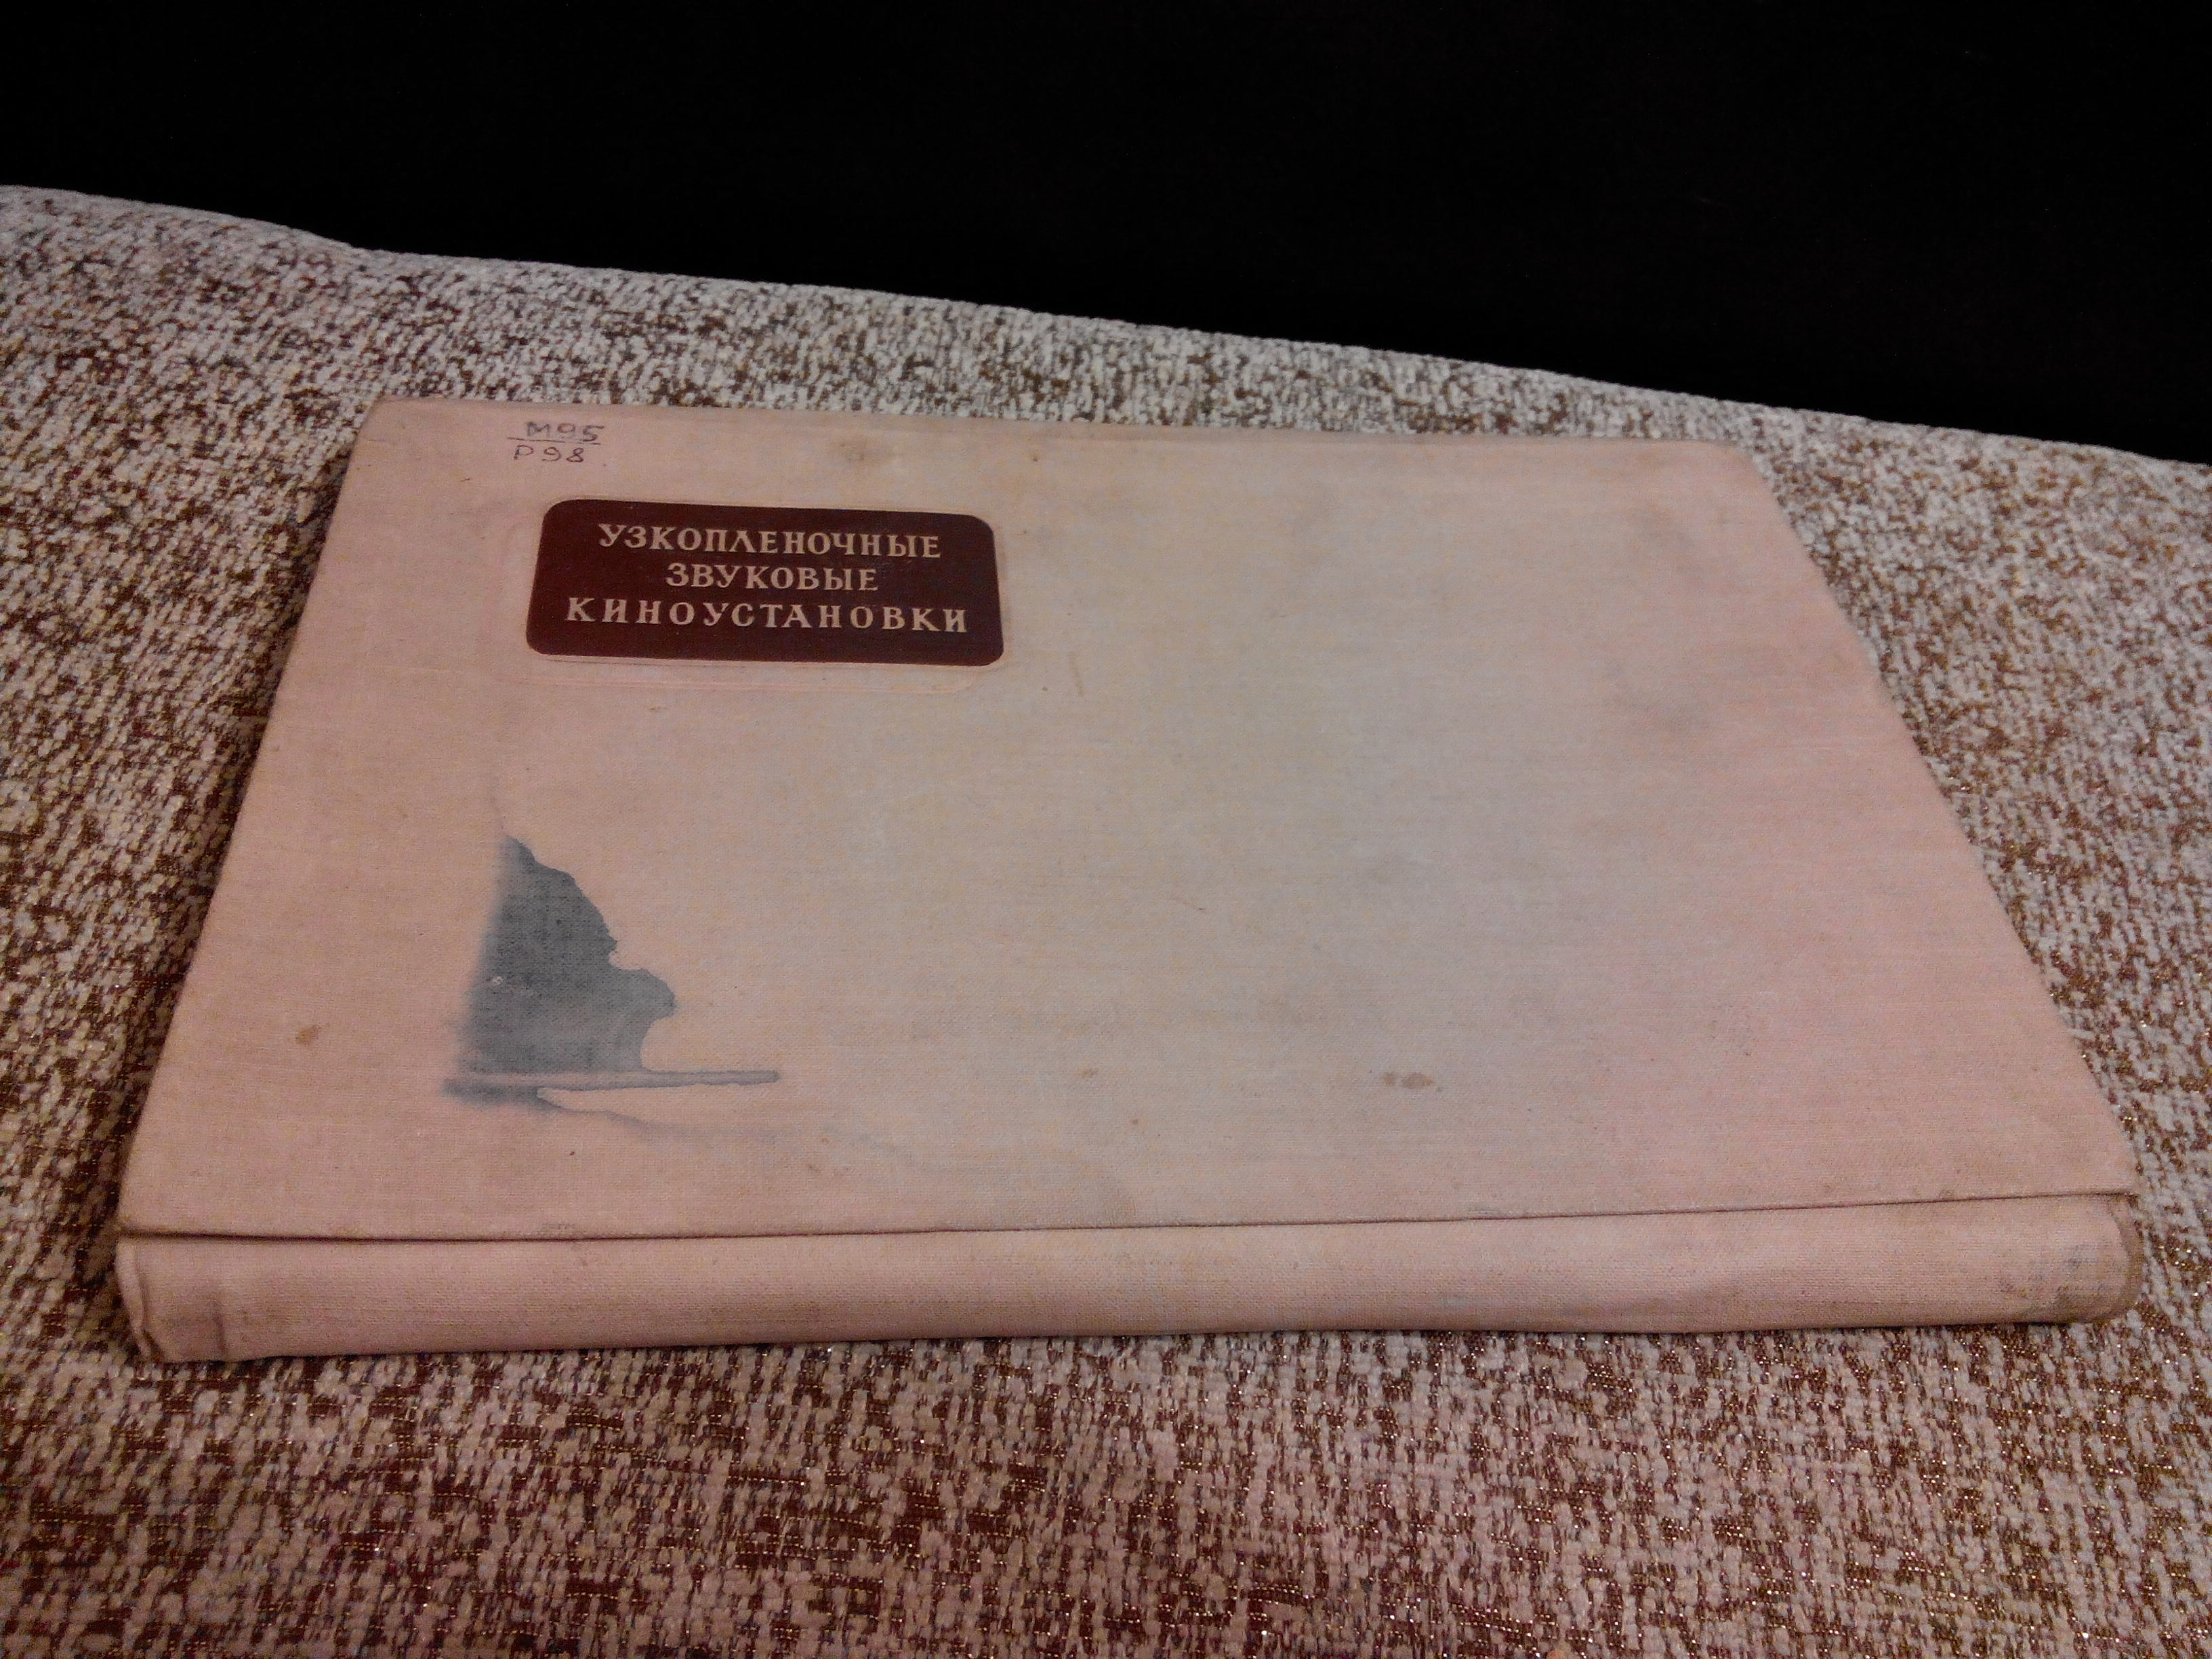 М95
Р98
УЗКОПЛЕНОЧНЫЕ
ЗВУКОВЫЕ
КИНОУСТАНОВКИ